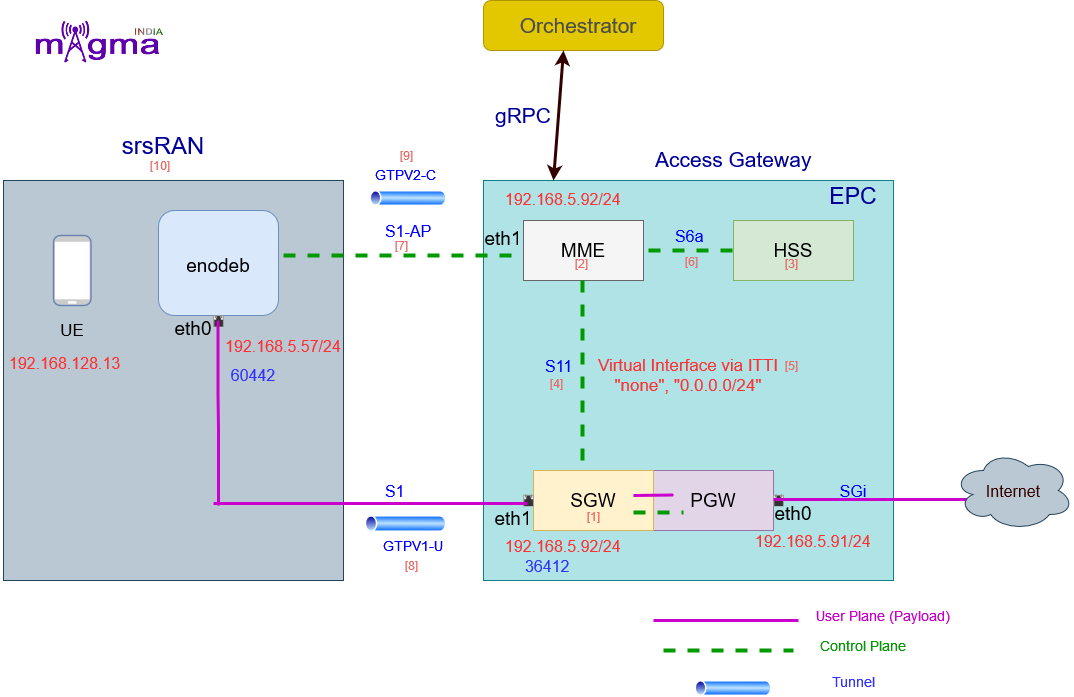 INDIA
mAgma
Orchestrator
gRPC
srsRAN
[10]
[9]
GTPV2-C
Access Gateway
EPC
192.168.5.92/24
S1-AP
[7]
eth1
MME
[2]
S6a
[6]
HSS
[3]
enodeb
UE
192.168.128.13
eth0
192.168.5.57/24
60442
S11
[4]
Virtual Interface via ITTI [5]
"none", "0.0.0.0/24"
S1
GTPV1-U
[8]
eth1
SGW
[1]
PGW
192.168.5.92/24
36412
eth0
192.168.5.91/24
SGi
Internet
User Plane (Payload)
Control Plane
Tunnel